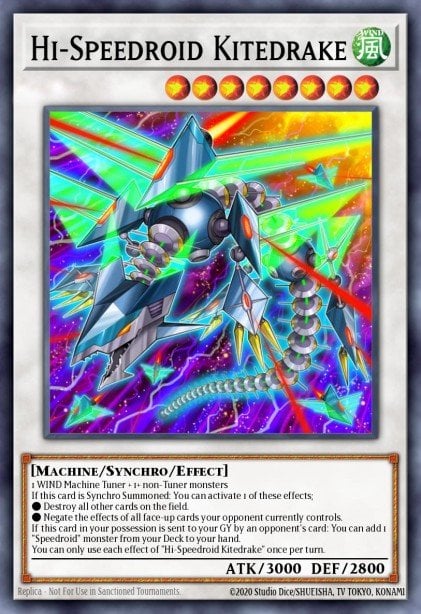 Hi-Speedroid Kitedrake
WIND
風
[Machine/Synchro/Effect]
1 WIND Machine Tuner + 1+ non-Tuner monsters
If this card is Synchro Summoned: You can activate 1 of these effects;
● Destroy all other cards on the field.
● Negate the effects of all face-up cards your opponent currently controls.
If this card in your possession is sent to your GY by an opponent's card: You can add 1
"Speedroid" monster from your Deck to your hand.
You can only use each effect of "Hi-Speedroid Kitedrake" once per turn.
ATK/3000 DEF/2800
Replica - Not For Use in Sanctioned Tournaments.
©2020 Studio Dice/SHUEISHA, TV TOKYO, KONAMI